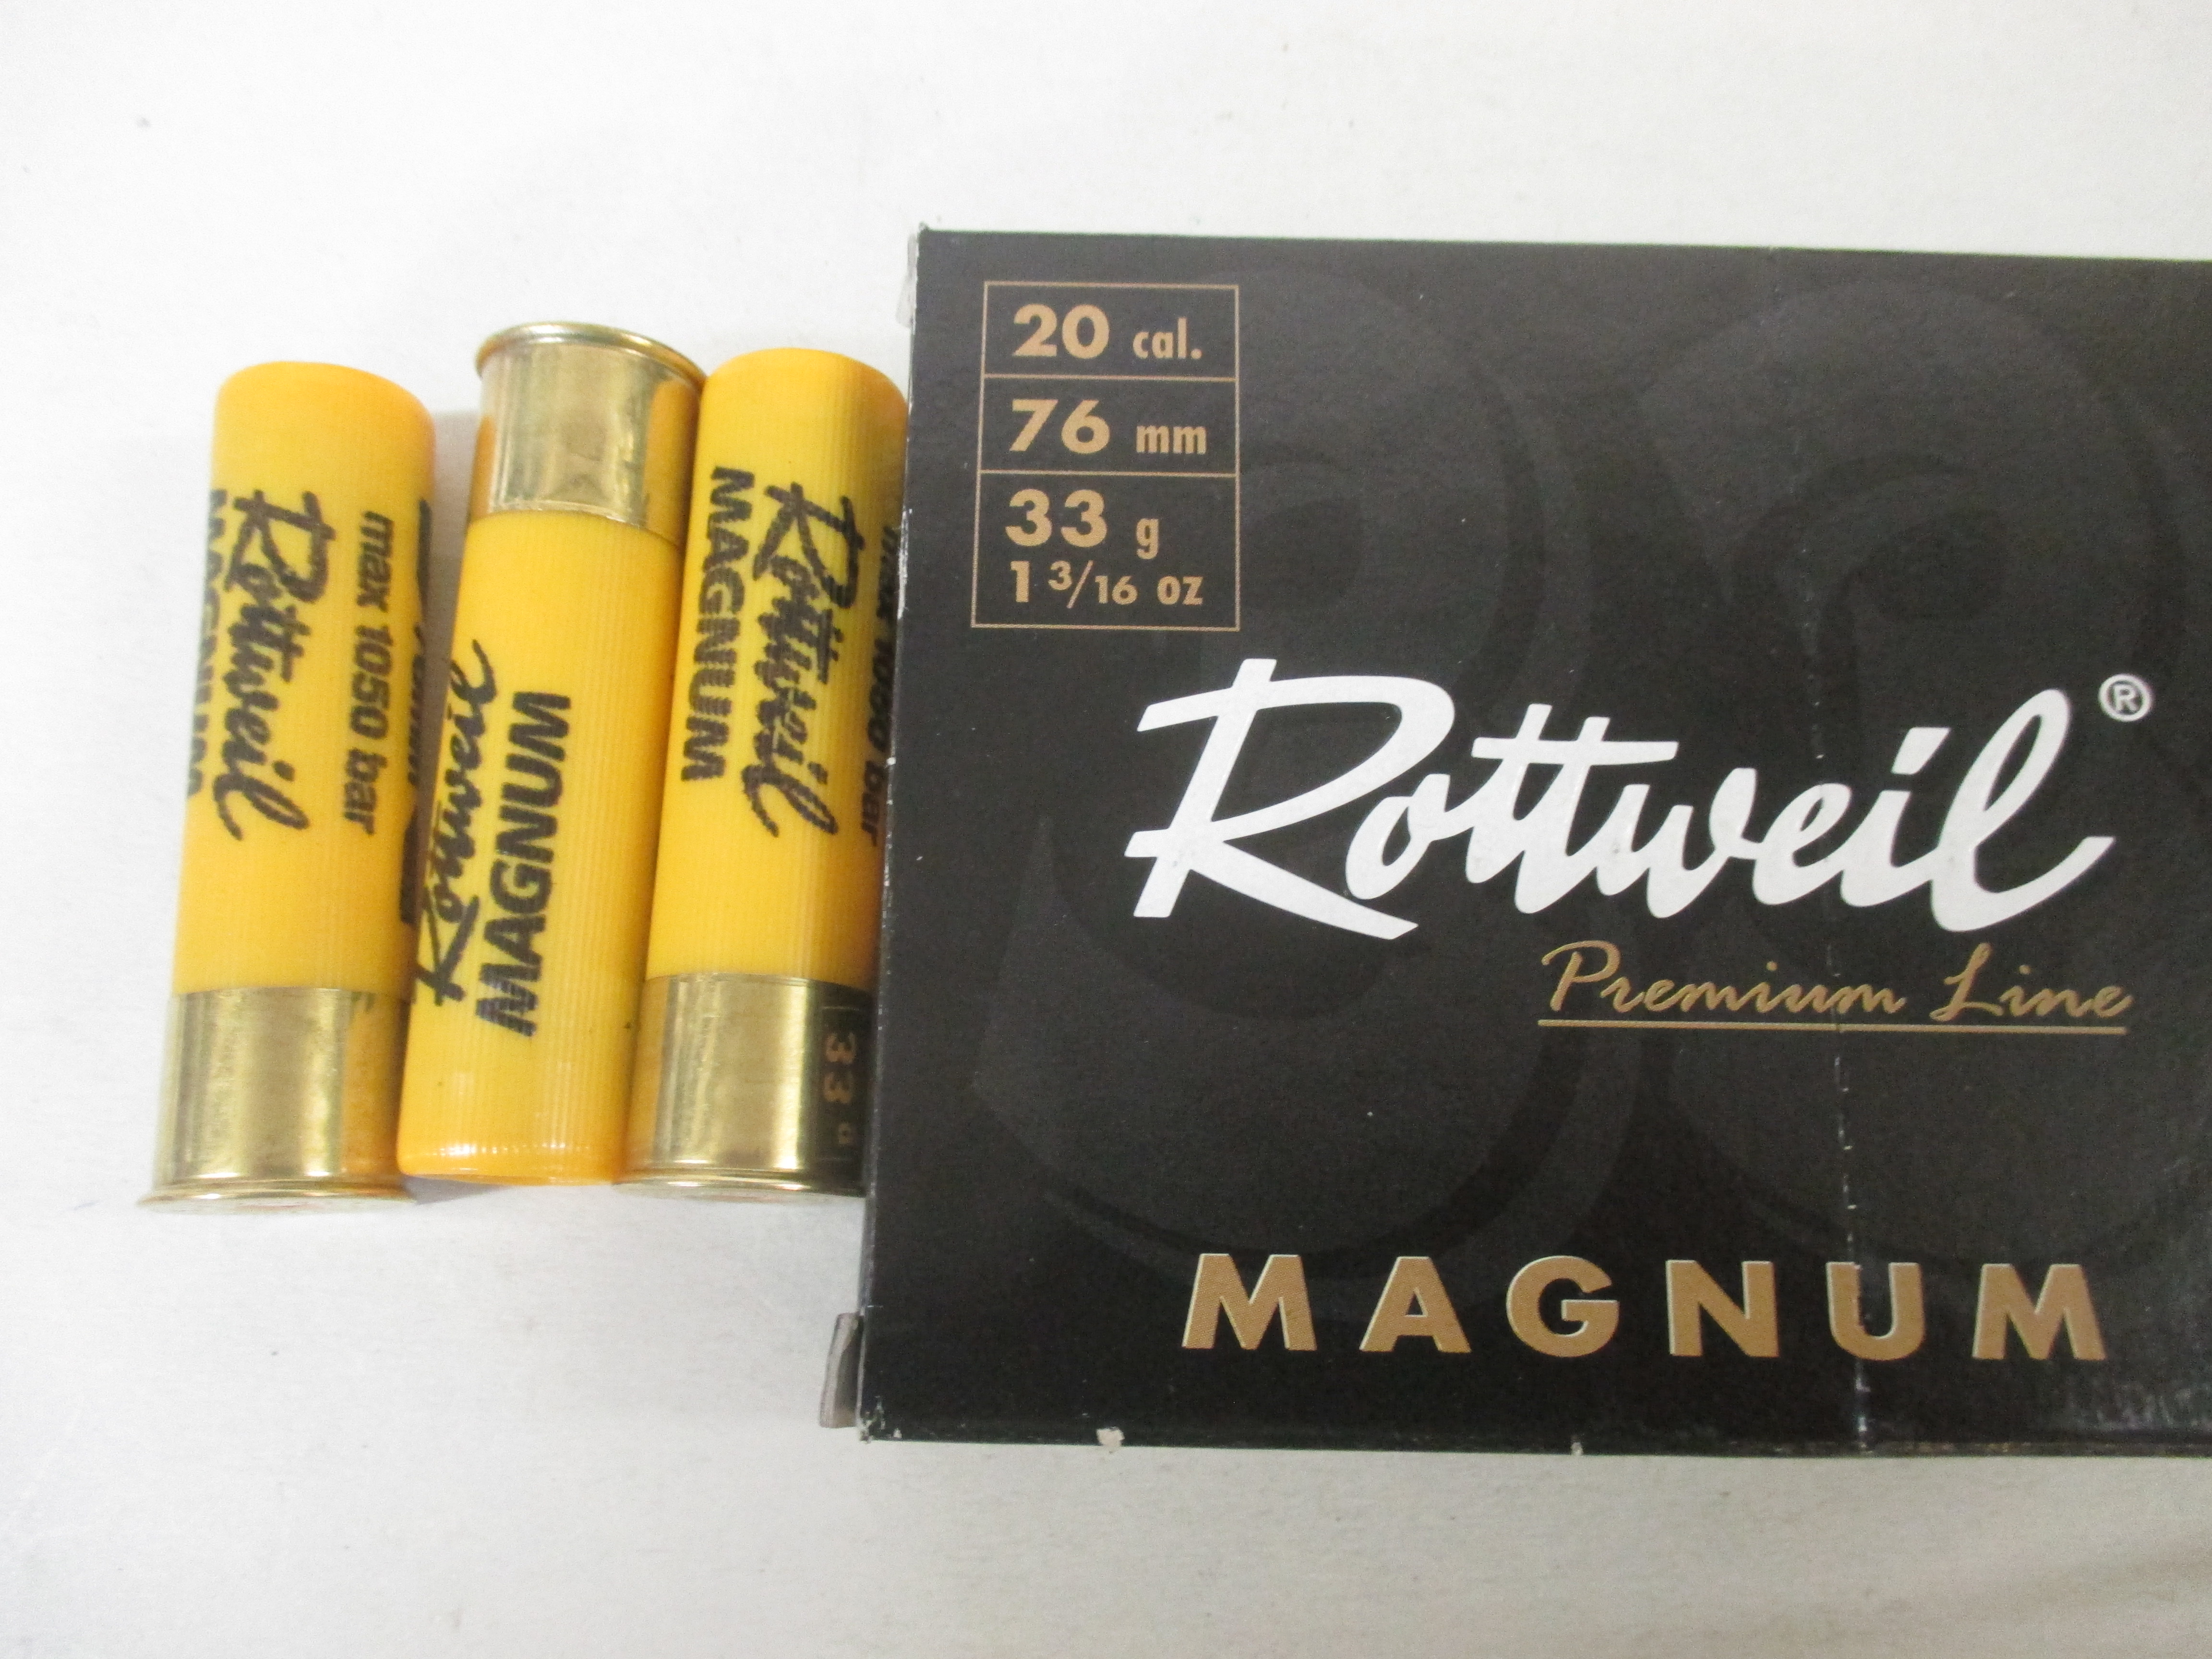 Rottweil
max 1050 bar
Rottweil
MAGNUM
Rottweil
MAGNUM
20 cal.
76 mm
33 g
1 3/16 oz
Rottweil®
Premium Line
MAGNUM
33 g